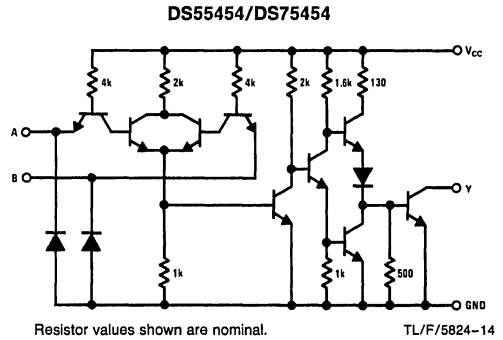 DS55454/DS75454
VCC
4k 2k 4k 2k 1.6k 130
A
B
Y
1k 1k 500
GND
Resistor values shown are nominal. TL/F/5824-14